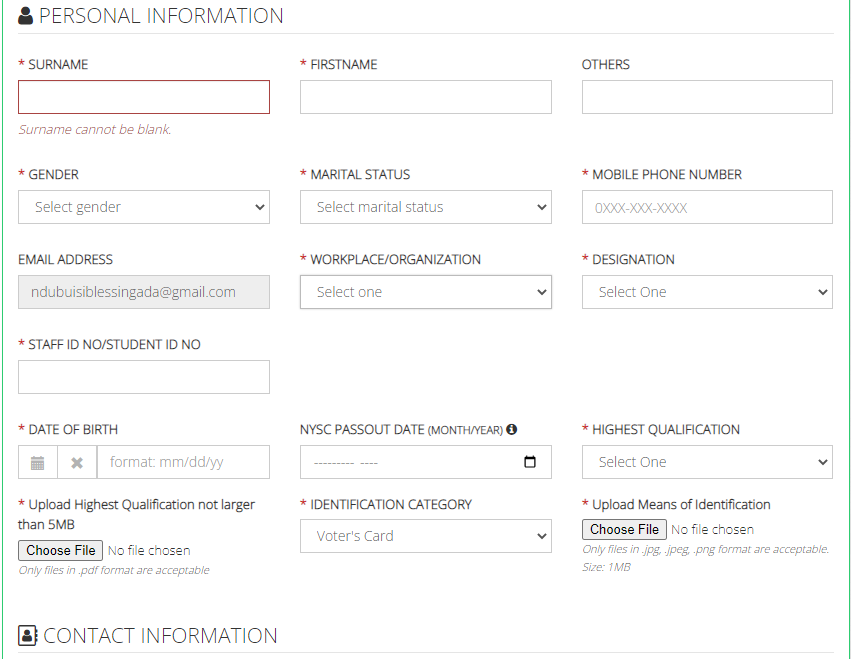 PERSONAL INFORMATION
* SURNAME
* FIRSTNAME
OTHERS
Surname cannot be blank.
* GENDER
* MARITAL STATUS
* MOBILE PHONE NUMBER
Select gender
Select marital status
0XXX-XXX-XXXX
EMAIL ADDRESS
* WORKPLACE/ORGANIZATION
* DESIGNATION
ndubuisiblessingada@gmail.com
Select one
Select One
* STAFF ID NO/STUDENT ID NO
* DATE OF BIRTH
NYSC PASSOUT DATE (MONTH/YEAR)
* HIGHEST QUALIFICATION
format: mm/dd/yy
--------- ----
Select One
* Upload Highest Qualification not larger
than 5MB
Choose File No file chosen
Only files in .pdf format are acceptable
* IDENTIFICATION CATEGORY
Voter's Card
* Upload Means of Identification
Choose File No file chosen
Only files in .jpg, .jpeg, .png format are acceptable.
Size: 1MB
CONTACT INFORMATION